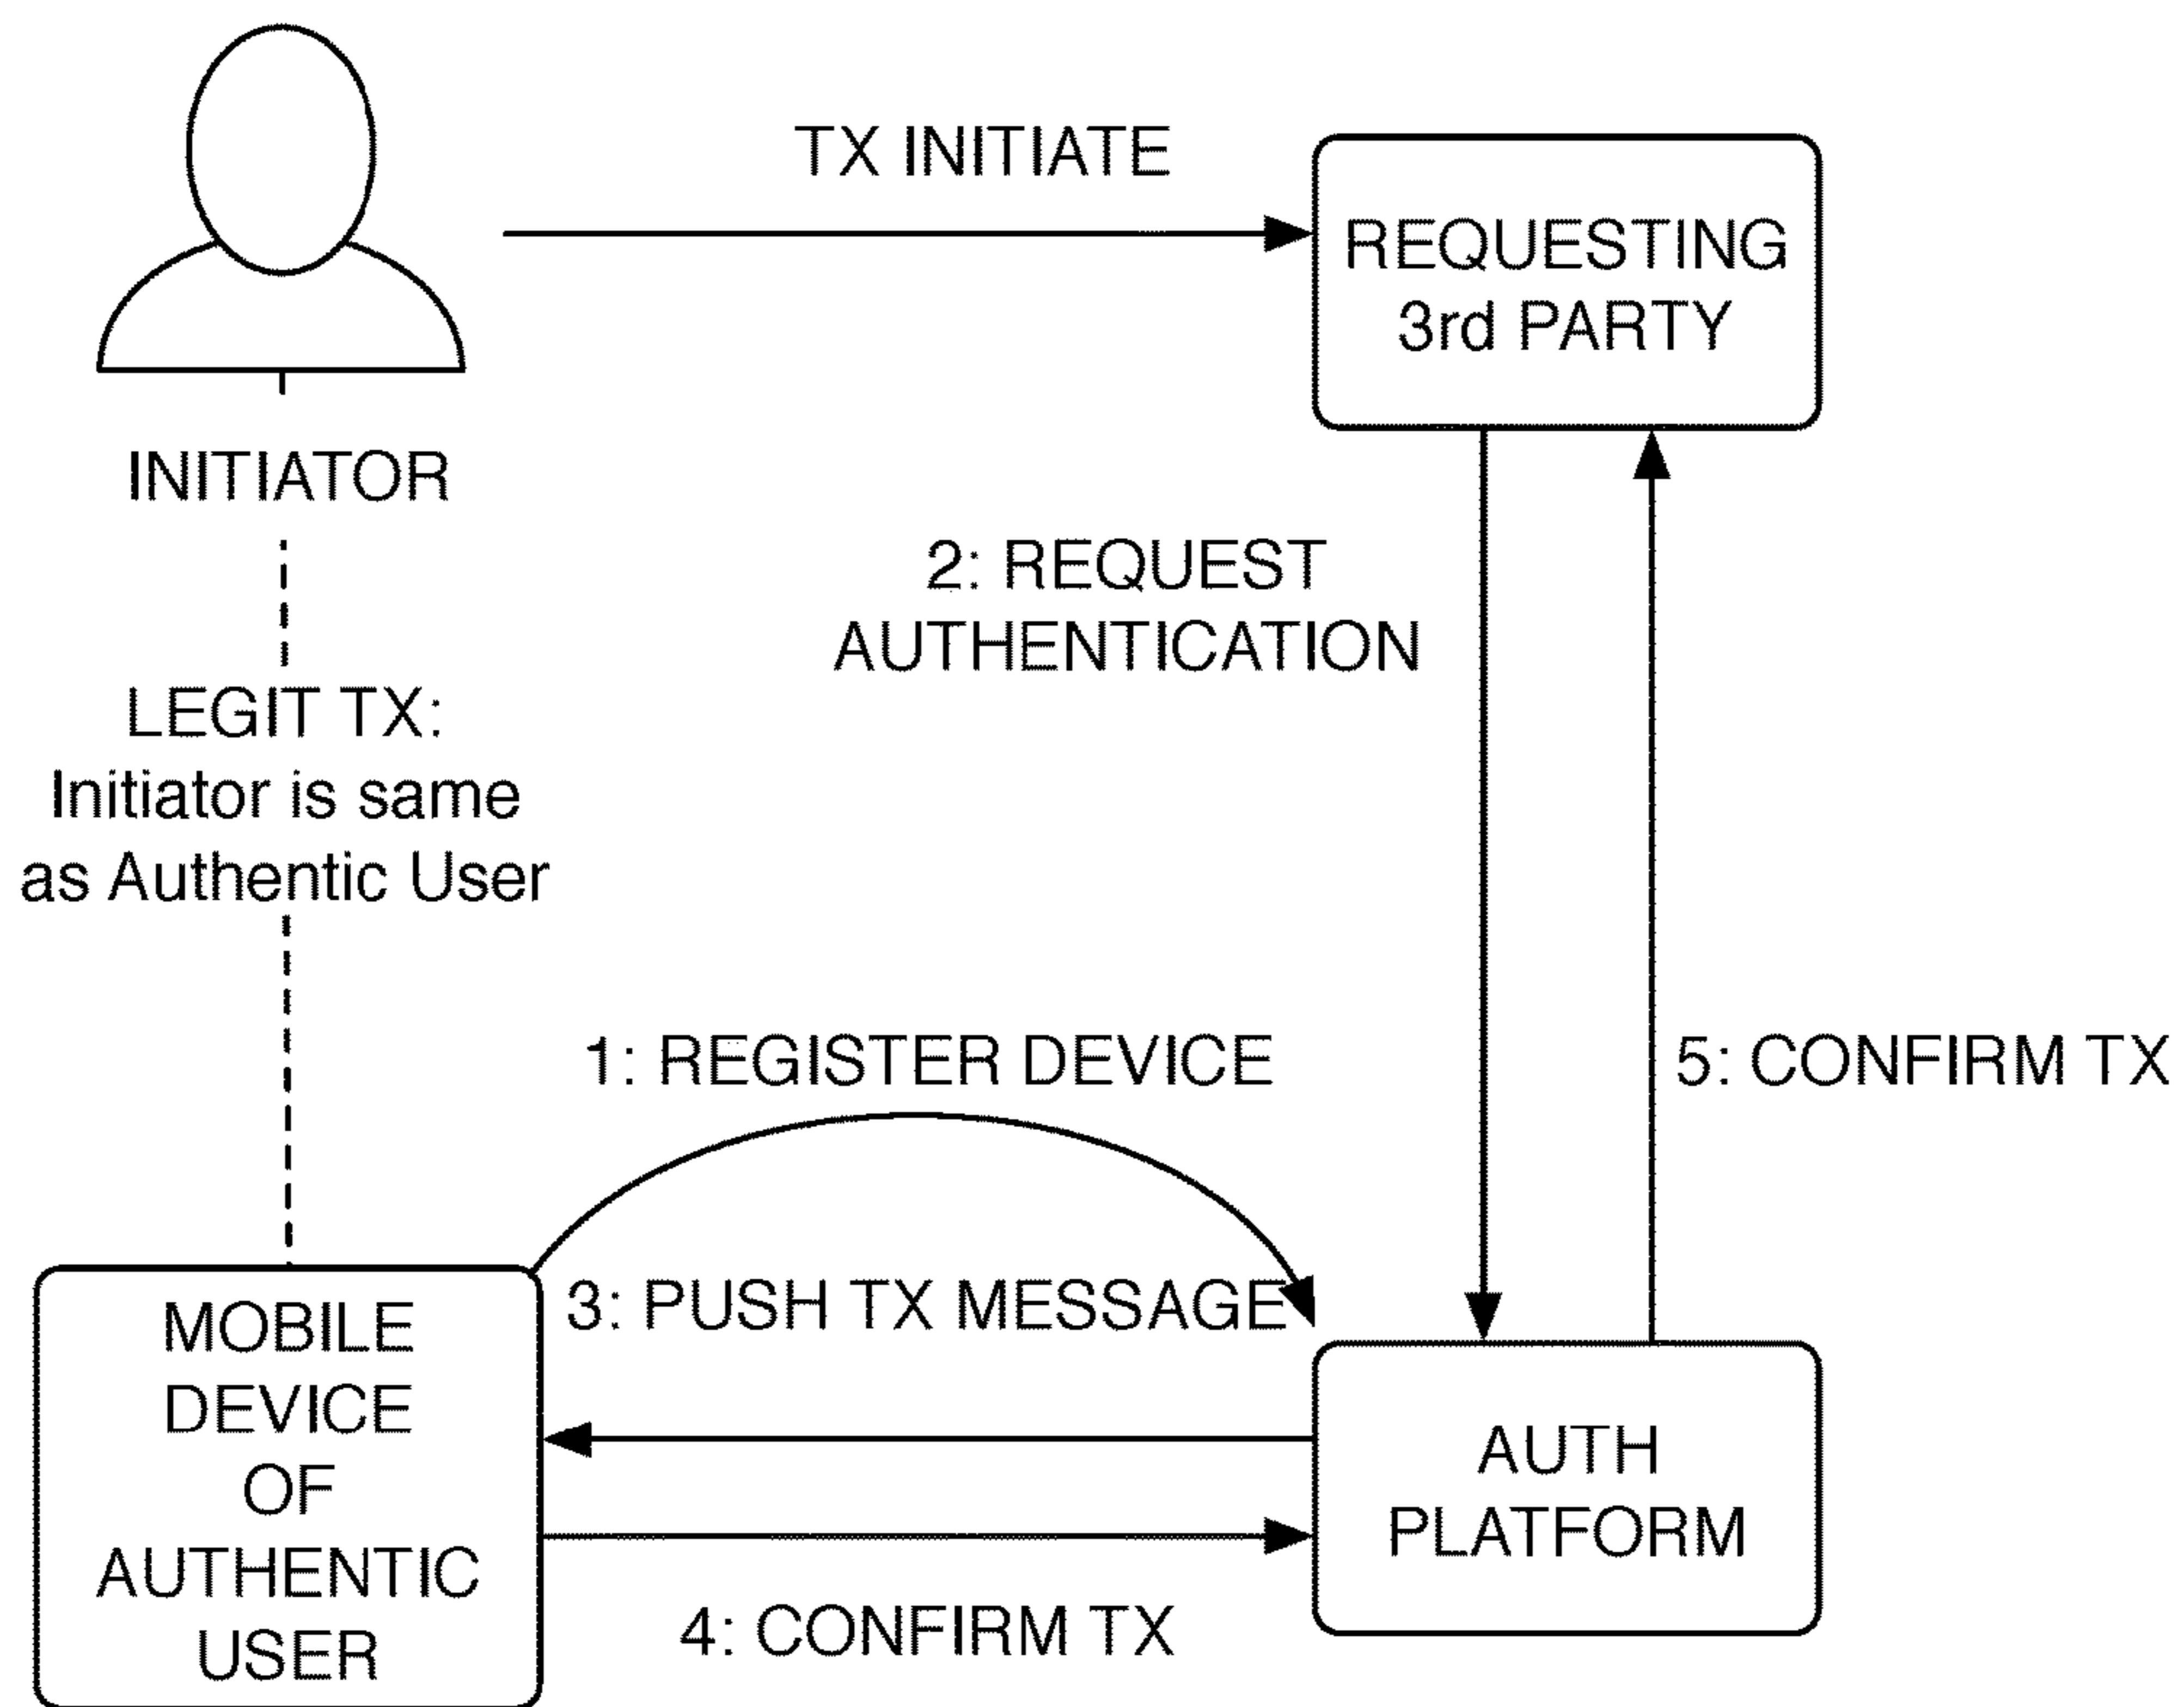 TX INITIATE
REQUESTING
3rd PARTY
INITIATOR
2: REQUEST
AUTHENTICATION
LEGIT TX:
Initiator is same
as Authentic User
1: REGISTER DEVICE
5: CONFIRM TX
3: PUSH TX MESSAGE
MOBILE
DEVICE
OF
AUTHENTIC
USER
AUTH
PLATFORM
4: CONFIRM TX